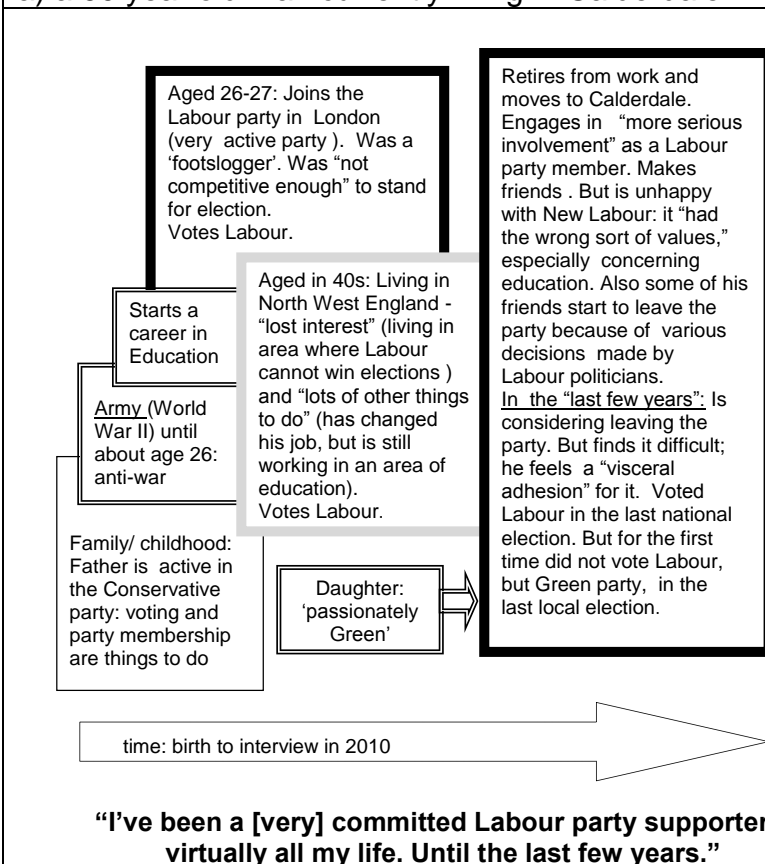 Aged 26-27: Joins the
Labour party in London
(very active party ). Was a
‘footslogger’. Was “not
competitive enough” to stand
for election.
Votes Labour.
Starts a
career in
Education
Army (World
War II) until
about age 26:
anti-war
Family/ childhood:
Father is active in
the Conservative
party: voting and
party membership
are things to do
Aged in 40s: Living in
North West England -
“lost interest” (living in
area where Labour
cannot win elections )
and “lots of other things
to do” (has changed
his job, but is still
working in an area of
education).
Votes Labour.
Daughter:
‘passionately
Green’
Retires from work and
moves to Calderdale.
Engages in “more serious
involvement” as a Labour
party member. Makes
friends . But is unhappy
with New Labour: it “had
the wrong sort of values,”
especially concerning
education. Also some of his
friends start to leave the
party because of various
decisions made by
Labour politicians.
In the “last few years”: Is
considering leaving the
party. But finds it difficult;
he feels a “visceral
adhesion” for it. Voted
Labour in the last national
election. But for the first
time did not vote Labour,
but Green party, in the
last local election.
time: birth to interview in 2010
“I’ve been a [very] committed Labour party supporter
virtually all my life. Until the last few years.”